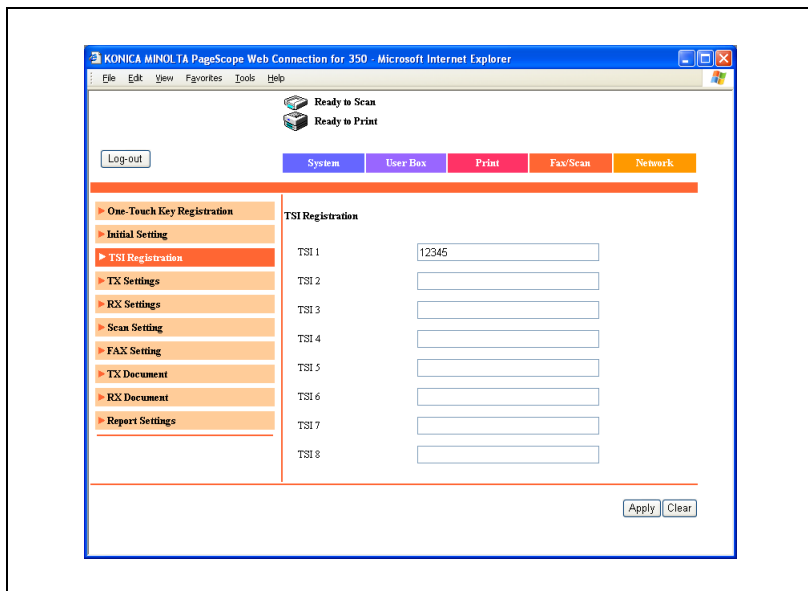 KONICA MINOLTA PageScope Web Connection for 350 - Microsoft Internet Explorer
File Edit View Favorites Tools Help
Ready to Scan
Ready to Print
Log-out
System User Box Print Fax/Scan Network
One-Touch Key Registration
Initial Setting
TSI Registration
TX Settings
RX Settings
Scan Setting
FAX Setting
TX Document
RX Document
Report Settings
TSI Registration
TSI 1 12345
TSI 2
TSI 3
TSI 4
TSI 5
TSI 6
TSI 7
TSI 8
Apply Clear